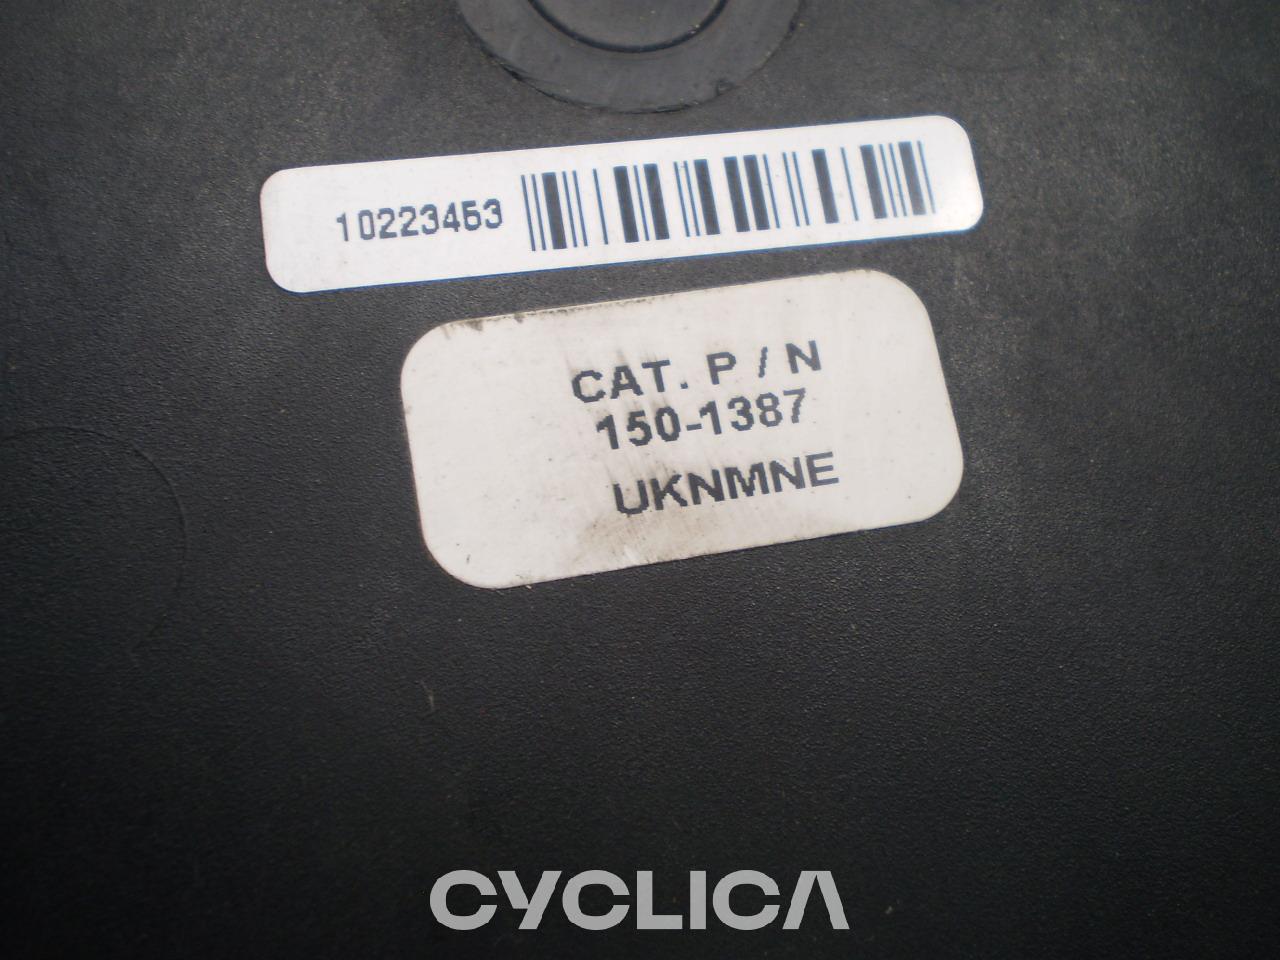 10223453
CAT. P / N
150-1387
UKNMNE
CYCLICA